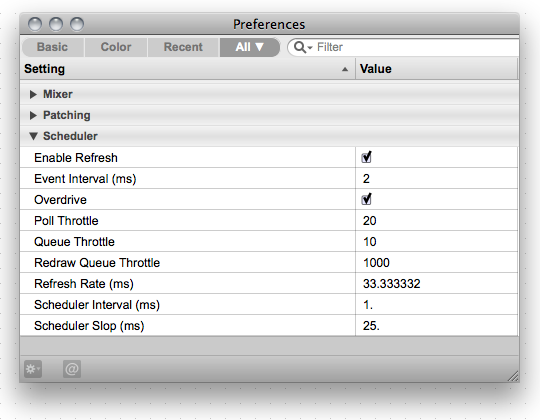 Preferences
Basic Color Recent All ▼ Filter
Setting Value
Mixer
Patching
Scheduler
Enable Refresh
Event Interval (ms) 2
Overdrive
Poll Throttle 20
Queue Throttle 10
Redraw Queue Throttle 1000
Refresh Rate (ms) 33.333332
Scheduler Interval (ms) 1.
Scheduler Slop (ms) 25.
@